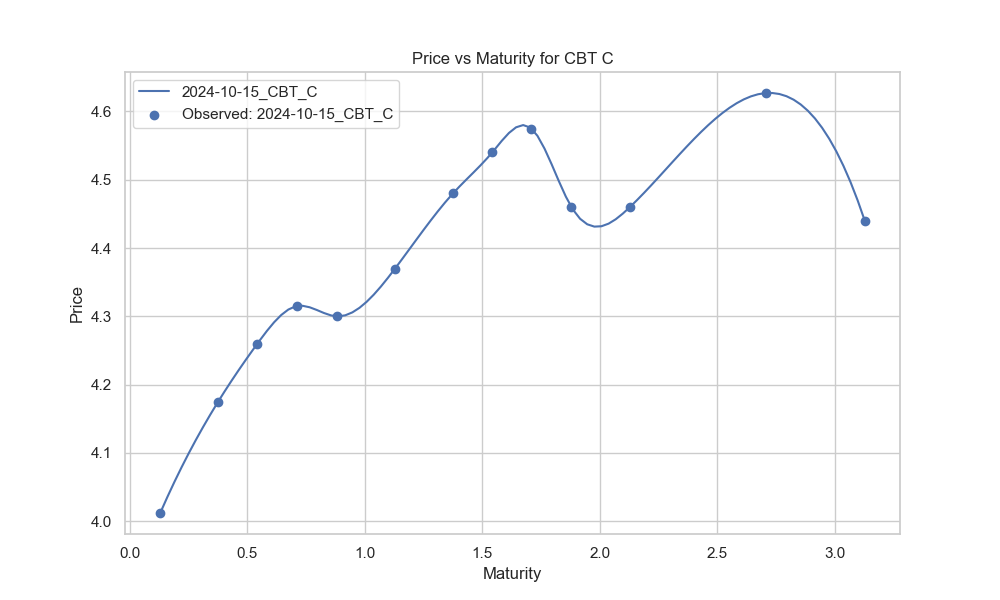 Price vs Maturity for CBT C
2024-10-15_CBT_C
Observed: 2024-10-15_CBT_C
Price
4.6
4.5
4.4
4.3
4.2
4.1
4.0
0.0 0.5 1.0 1.5 2.0 2.5 3.0
Maturity